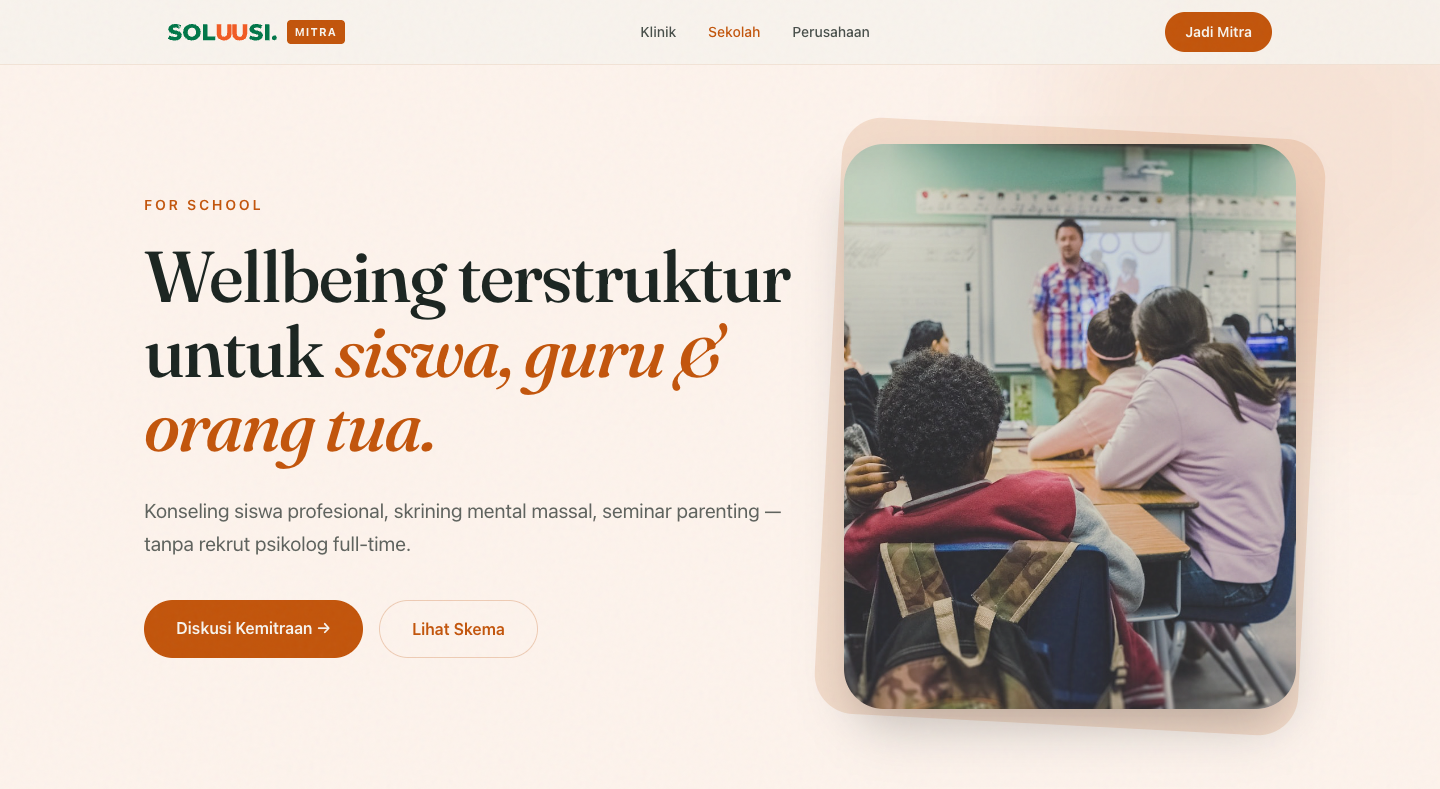 SOLUUSI. MITRA
Klinik
Sekolah
Perusahaan
Jadi Mitra
FOR SCHOOL
Wellbeing terstruktur
untuk siswa, guru &
orang tua.
Konseling siswa profesional, skrining mental massal, seminar parenting —
tanpa rekrut psikolog full-time.
Diskusi Kemitraan →
Lihat Skema